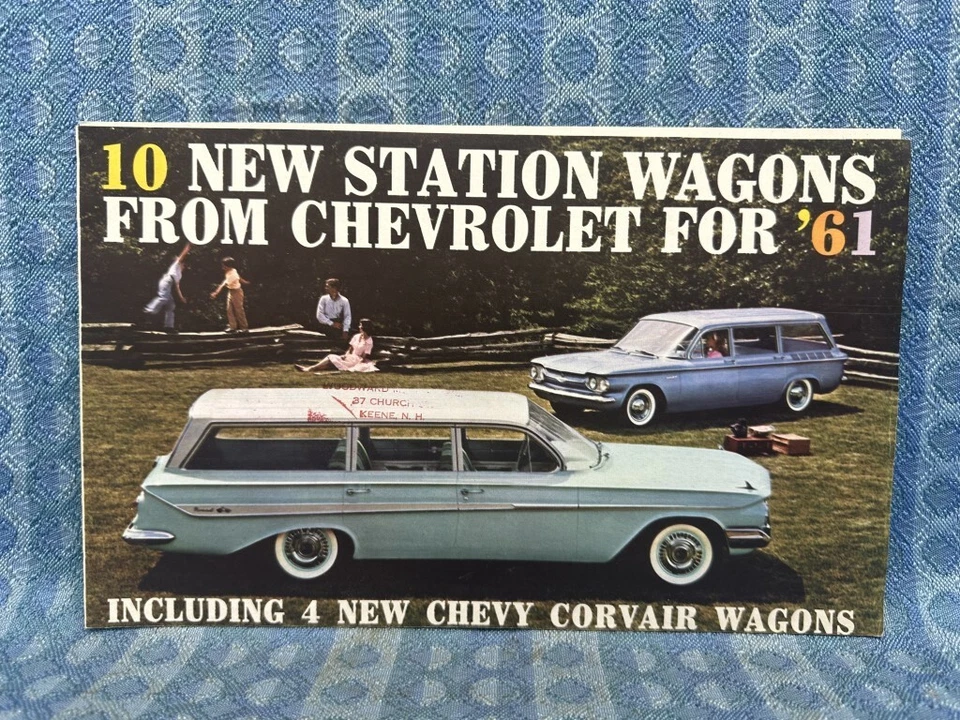 10 NEW STATION WAGONS
FROM CHEVROLET FOR '61
37 CHURCH
KEENE, N. H.
INCLUDING 4 NEW CHEVY CORVAIR WAGONS